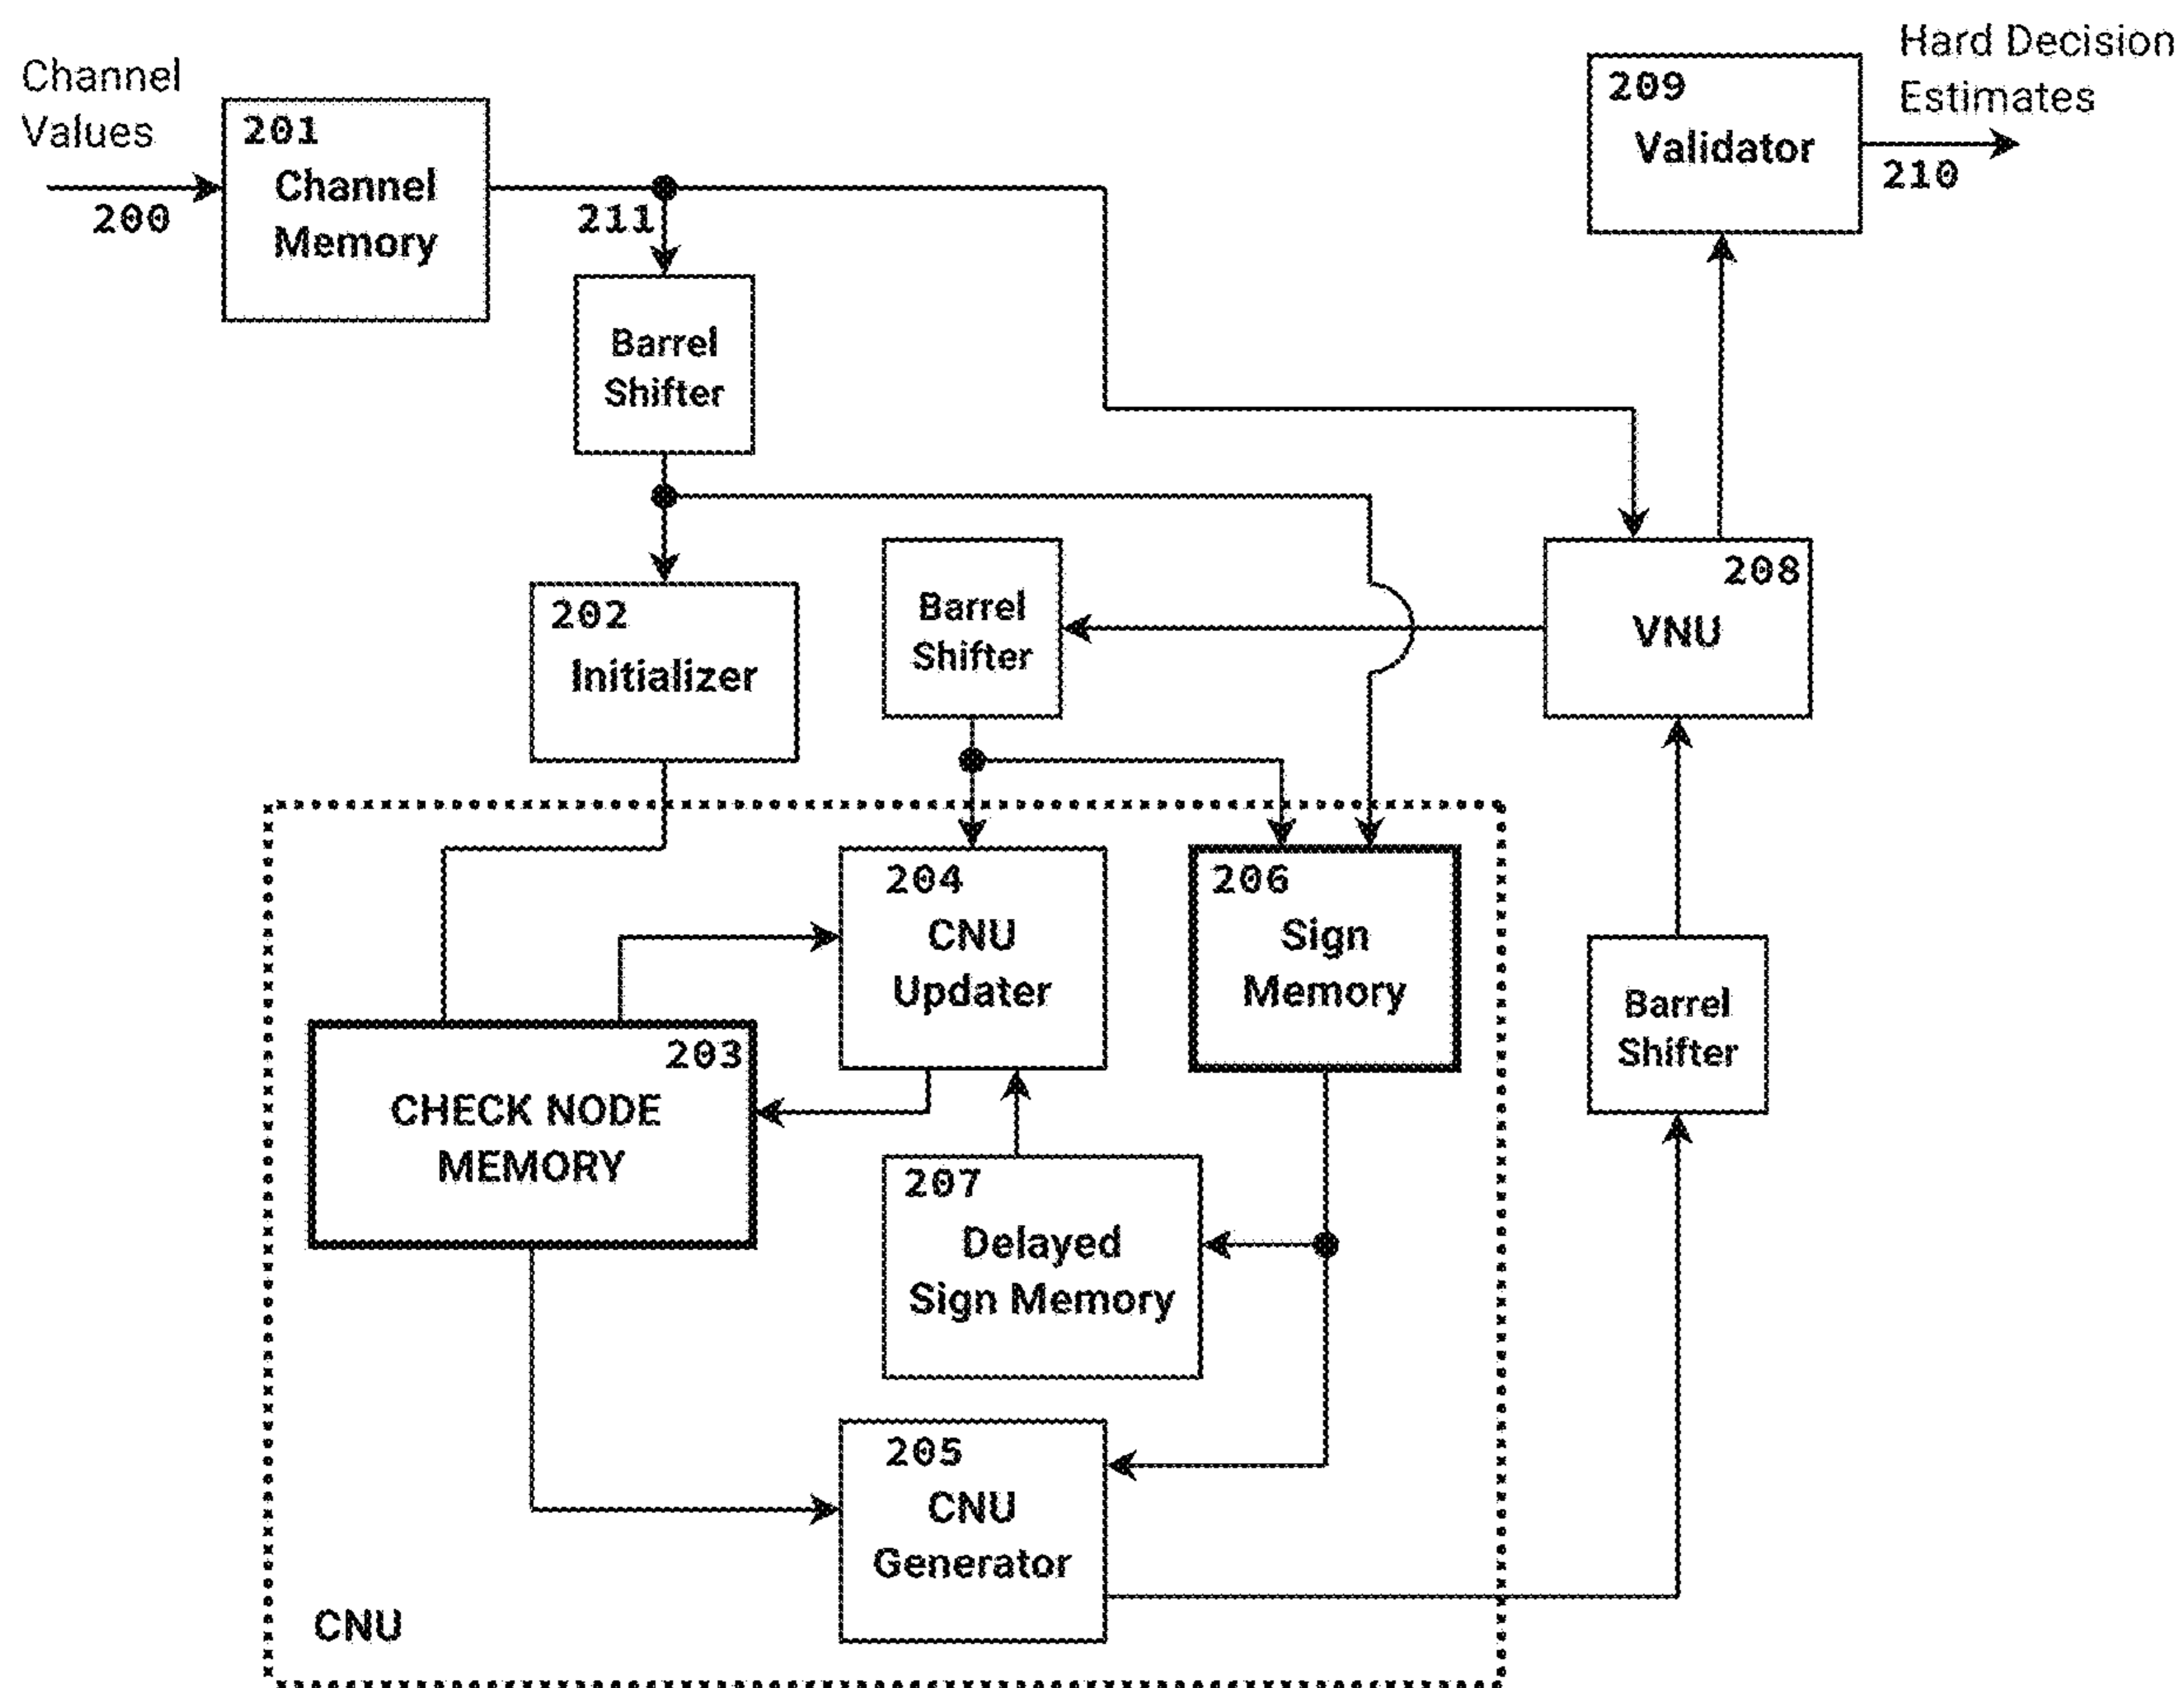 Channel
Values
200
201
Channel
Memory
211
Barrel
Shifter
209
Validator
Hard Decision
Estimates
210
202
Initializer
Barrel
Shifter
208
VNU
204
CNU
Updater
206
Sign
Memory
Barrel
Shifter
203
CHECK NODE
MEMORY
207
Delayed
Sign Memory
205
CNU
Generator
CNU